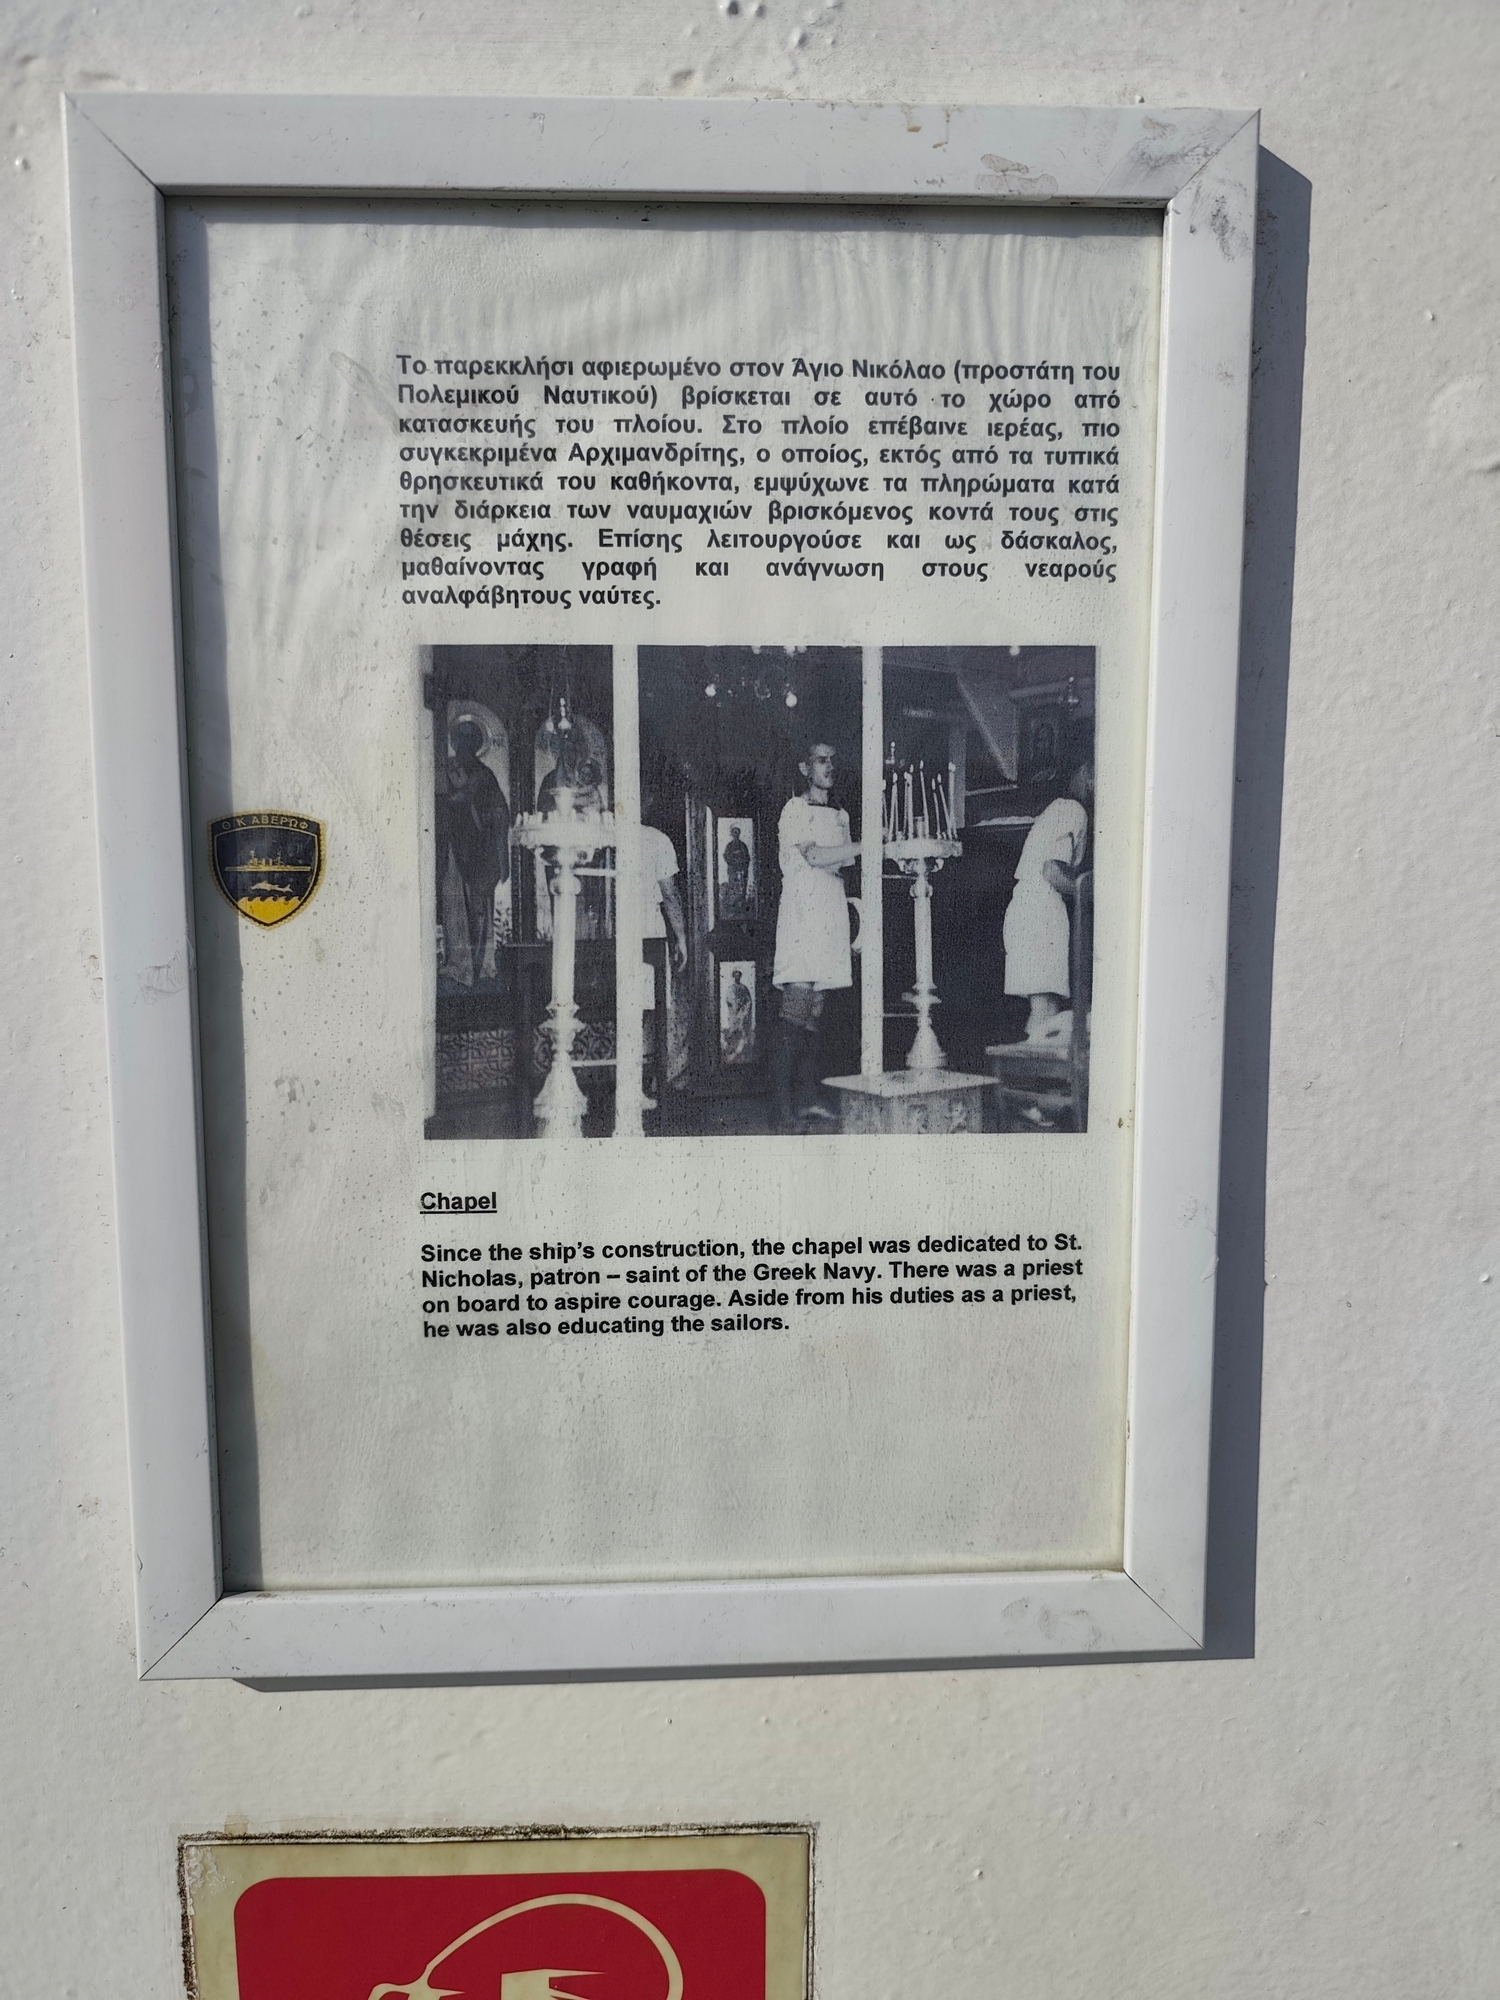 Το παρεκκλήσι αφιερωμένο στον Άγιο Νικόλαο (προστάτη του
Πολεμικού Ναυτικού) βρίσκεται σε αυτό το χώρο από
κατασκευής του πλοίου. Στο πλοίο επέβαινε ιερέας, πιο
συγκεκριμένα Αρχιμανδρίτης, ο οποίος, εκτός από τα τυπικά
θρησκευτικά του καθήκοντα, εμψύχωνε τα πληρώματα κατά
την διάρκεια των ναυμαχιών βρισκόμενος κοντά τους στις
θέσεις μάχης. Επίσης λειτουργούσε και ως δάσκαλος,
μαθαίνοντας γραφή και ανάγνωση στους νεαρούς
αναλφάβητους ναύτες.
Θ/Κ ΑΒΕΡΩΦ
Chapel
Since the ship's construction, the chapel was dedicated to St.
Nicholas, patron – saint of the Greek Navy. There was a priest
on board to aspire courage. Aside from his duties as a priest,
he was also educating the sailors.